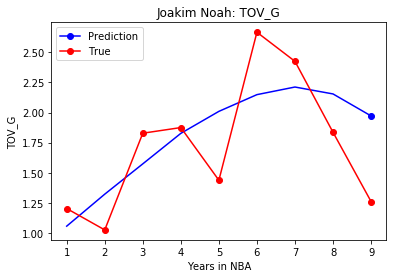 Joakim Noah: TOV_G
Prediction
True
TOV_G
2.50
2.25
2.00
1.75
1.50
1.25
1.00
1 2 3 4 5 6 7 8 9
Years in NBA